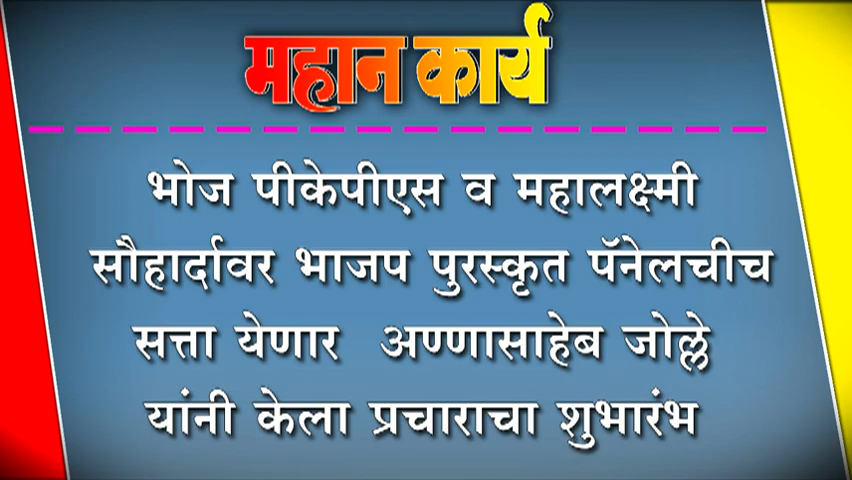 महान कार्य
भोज पीकेपीएस व महालक्ष्मी
सौहार्दावर भाजप पुरस्कृत पॅनेलचीच
सत्ता येणार अण्णासाहेब जोल्ले
यांनी केला प्रचाराचा शुभारंभ